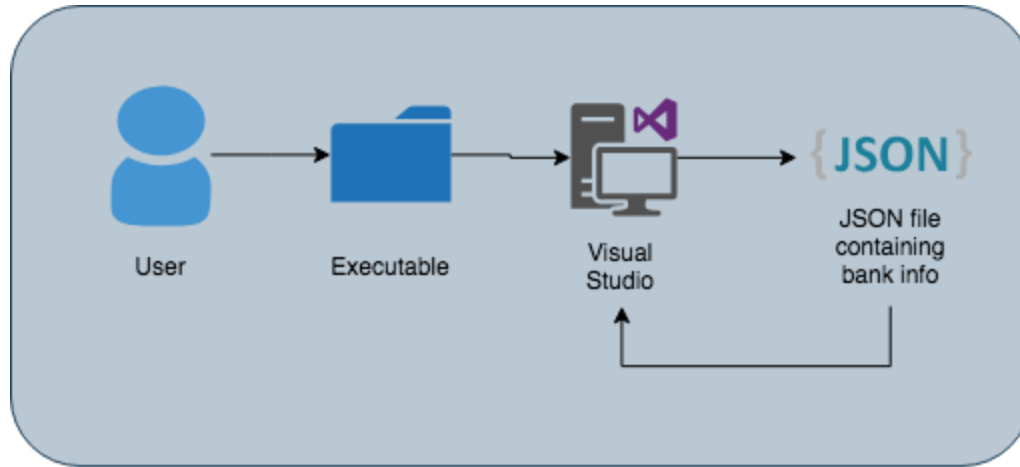 {JSON}
User
Executable
Visual
Studio
JSON file
containing
bank info